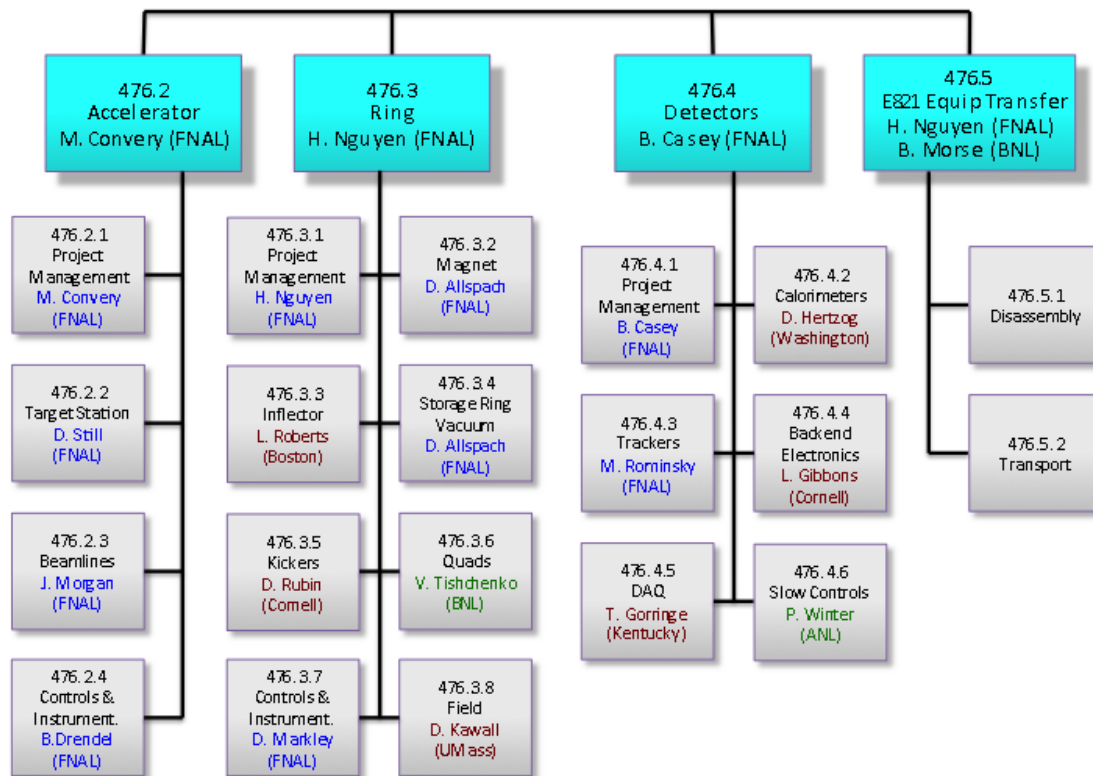 476.2
Accelerator
M. Convery (FNAL)
476.3
Ring
H. Nguyen (FNAL)
476.4
Detectors
B. Casey (FNAL)
476.5
E821 Equip Transfer
H. Nguyen (FNAL)
B. Morse (BNL)
476.2.1
Project
Management
M. Convery
(FNAL)
476.2.2
Target Station
D. Still
(FNAL)
476.2.3
Beamlines
J. Morgan
(FNAL)
476.2.4
Controls &
Instrument.
B.Drendel
(FNAL)
476.3.1
Project
Management
H. Nguyen
(FNAL)
476.3.2
Magnet
D. Allspach
(FNAL)
476.3.3
Inflector
L. Roberts
(Boston)
476.3.4
Storage Ring
Vacuum
D. Allspach
(FNAL)
476.3.5
Kickers
D. Rubin
(Cornell)
476.3.6
Quads
V. Tishchenko
(BNL)
476.3.7
Controls &
Instrument.
D. Markley
(FNAL)
476.3.8
Field
D. Kawall
(UMass)
476.4.1
Project
Management
B. Casey
(FNAL)
476.4.2
Calorimeters
D. Hertzog
(Washington)
476.4.3
Trackers
M. Rominsky
(FNAL)
476.4.4
Backend
Electronics
L. Gibbons
(Cornell)
476.4.5
DAQ
T. Gorringe
(Kentucky)
476.4.6
Slow Controls
P. Winter
(ANL)
476.5.1
Disassembly
476.5.2
Transport